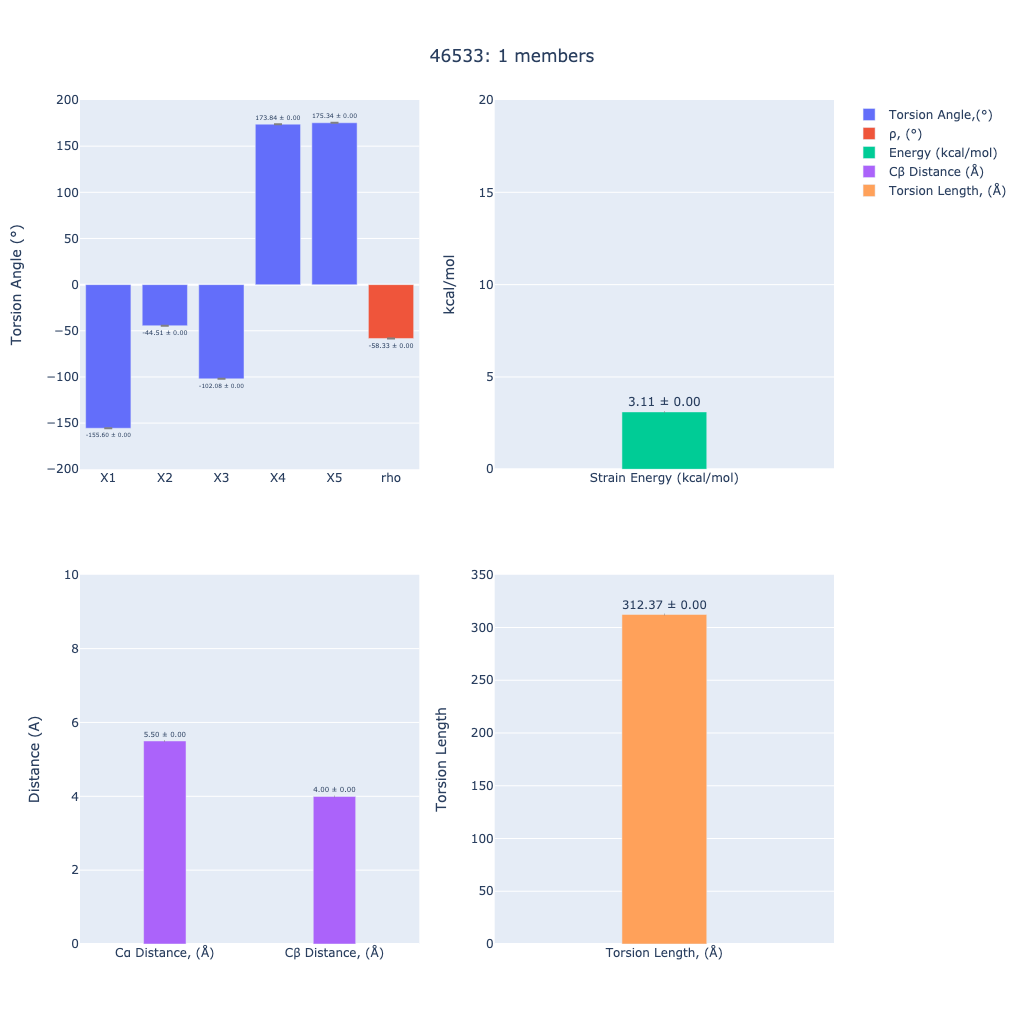 46533: 1 members
Torsion Angle (°)
200
150
100
50
0
−50
−100
−150
−200
173.84 ± 0.00
175.34 ± 0.00
-44.51 ± 0.00
-58.33 ± 0.00
-102.08 ± 0.00
-155.60 ± 0.00
X1 X2 X3 X4 X5 rho
kcal/mol
20
15
10
5
0
3.11 ± 0.00
Strain Energy (kcal/mol)
Torsion Angle,(°)
ρ, (°)
Energy (kcal/mol)
Cβ Distance (Å)
Torsion Length, (Å)
Distance (A)
10
8
6
4
2
0
5.50 ± 0.00
4.00 ± 0.00
Cα Distance, (Å) Cβ Distance, (Å)
Torsion Length
350
300
250
200
150
100
50
0
312.37 ± 0.00
Torsion Length, (Å)